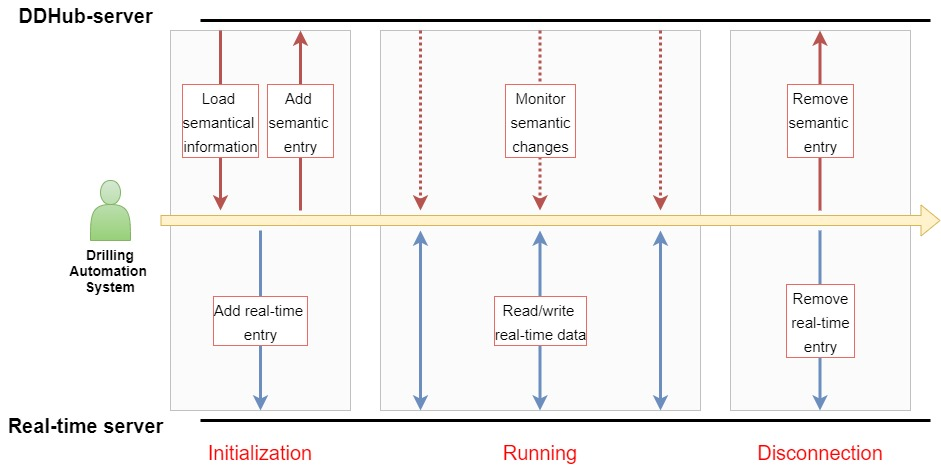 DDHub-server
Load
semantical
information
Add
semantic
entry
Monitor
semantic
changes
Remove
semantic
entry
Drilling
Automation
System
Add real-time
entry
Read/write
real-time data
Remove
real-time
entry
Real-time server
Initialization
Running
Disconnection